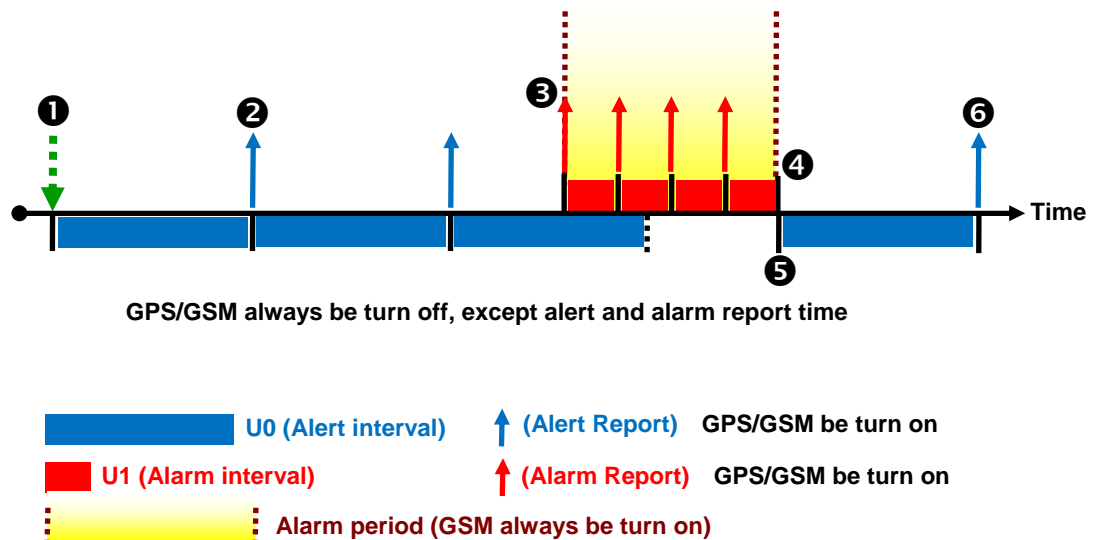 ❶
❷
❸
❹
❺
❻
Time
GPS/GSM always be turn off, except alert and alarm report time
U0 (Alert interval)
(Alert Report) GPS/GSM be turn on
U1 (Alarm interval)
(Alarm Report) GPS/GSM be turn on
Alarm period (GSM always be turn on)